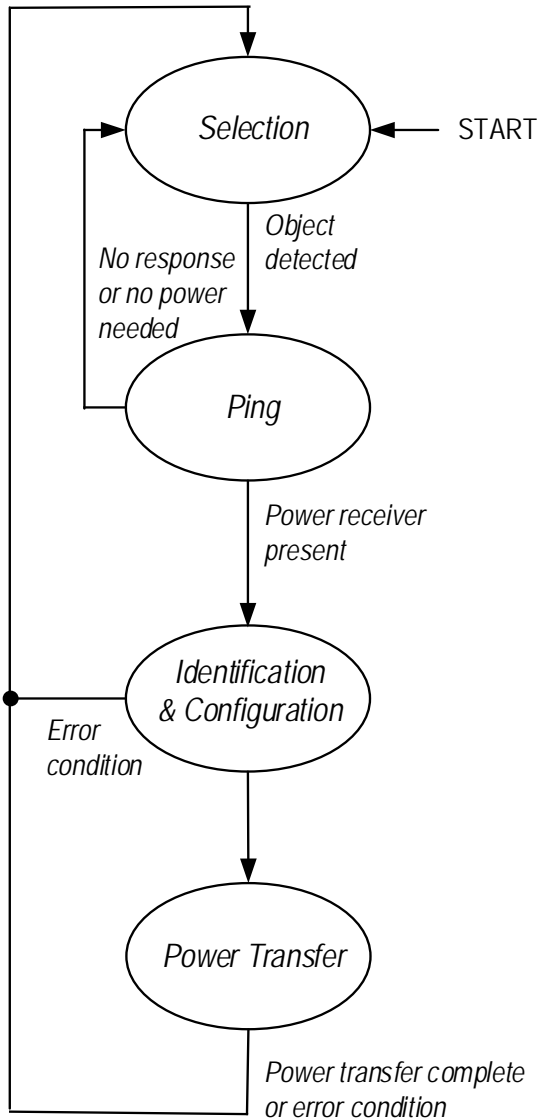 Selection
START
Object
detected
No response
or no power
needed
Ping
Power receiver
present
Identification
& Configuration
Error
condition
Power Transfer
Power transfer complete
or error condition